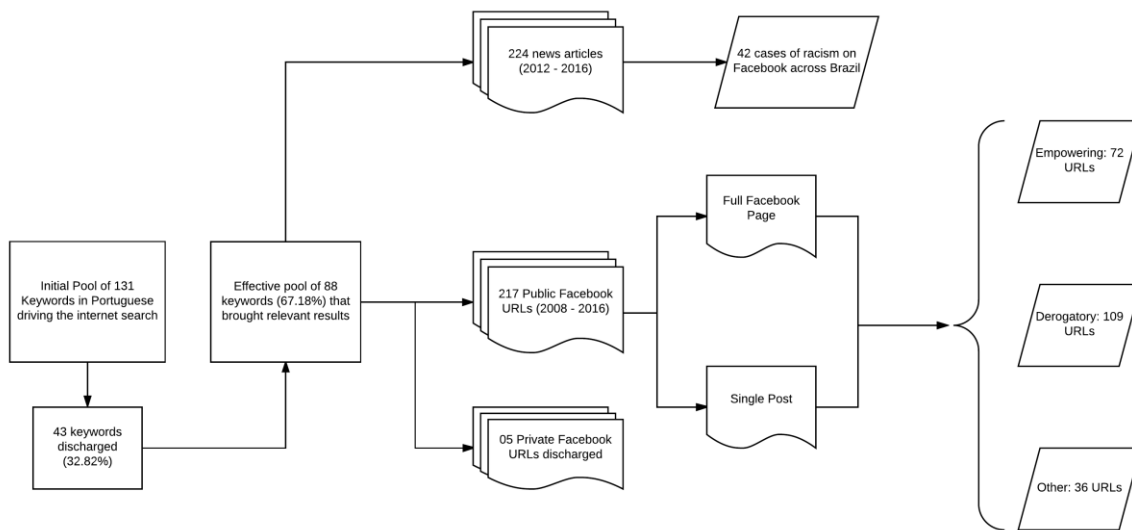 224 news articles
(2012 - 2016)
42 cases of racism on
Facebook across Brazil
Empowering: 72
URLs
Full Facebook
Page
Initial Pool of 131
Keywords in Portuguese
driving the internet search
Effective pool of 88
keywords (67.18%) that
brought relevant results
217 Public Facebook
URLs (2008 - 2016)
Derogatory: 109
URLs
Single Post
43 keywords
discharged
(32.82%)
05 Private Facebook
URLs discharged
Other: 36 URLs